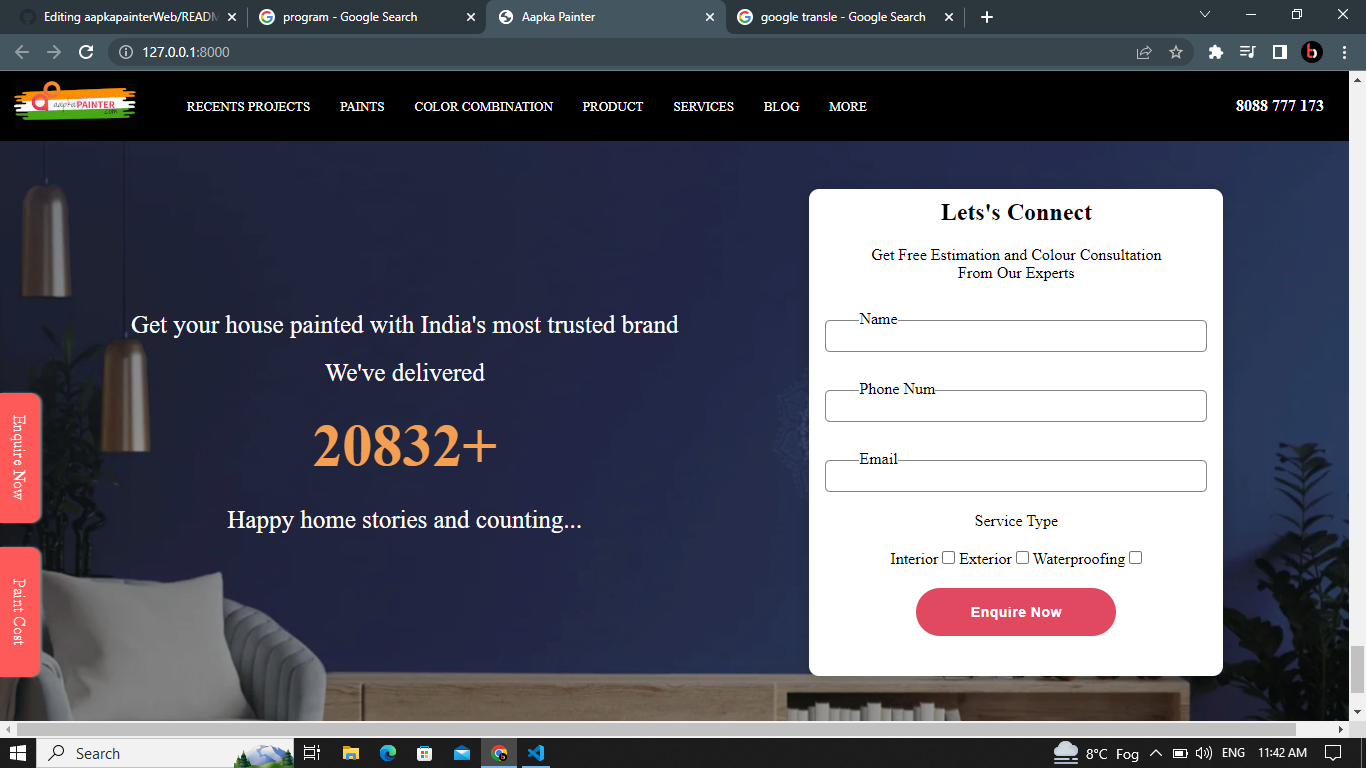 Editing aapkapainterWeb/READM
program - Google Search
Aapka Painter
google transle - Google Search
127.0.0.1:8000
aapkaPAINTER
.com
RECENTS PROJECTS PAINTS COLOR COMBINATION PRODUCT SERVICES BLOG MORE
8088 777 173
Get your house painted with India's most trusted brand
We've delivered
20832+
Happy home stories and counting...
Enquire Now
Paint Cost
Lets's Connect
Get Free Estimation and Colour Consultation
From Our Experts
Name
Phone Num
Email
Service Type
Interior Exterior Waterproofing
Enquire Now
Search
8°C Fog
ENG
11:42 AM